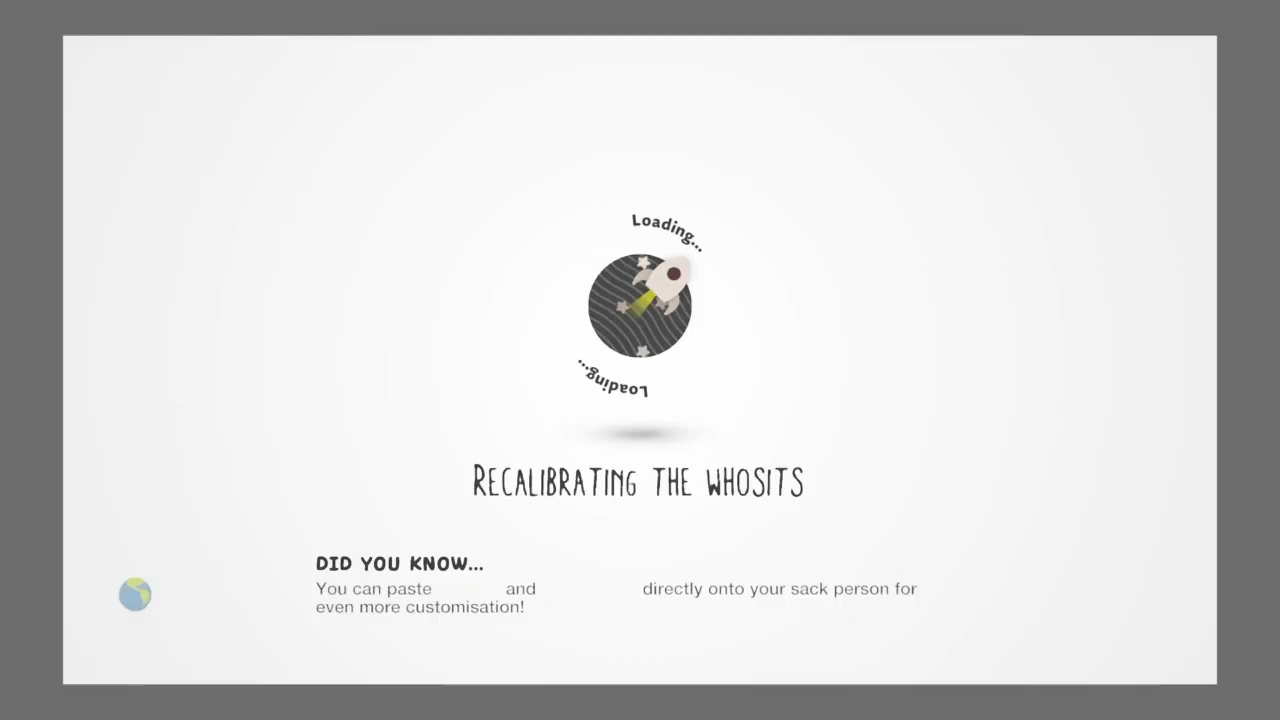 Loading...
Loading...
RECALIBRATING THE WHOSITS
DID YOU KNOW...
You can paste and directly onto your sack person for
even more customisation!